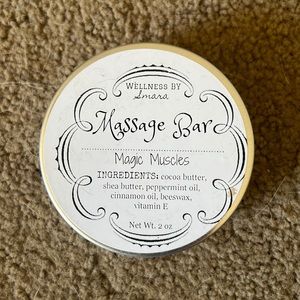 WELLNESS BY
Smara
Massage Bar
Magic Muscles
INGREDIENTS: cocoa butter,
shea butter, peppermint oil,
cinnamon oil, beeswax,
vitamin E
Net Wt. 2 oz